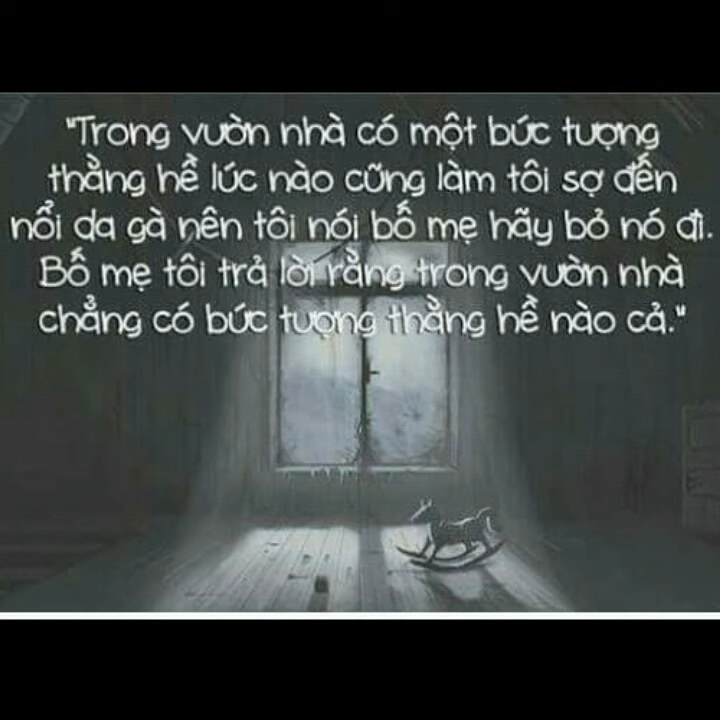 "Trong vườn nhà có một bức tượng
thằng hề lúc nào cũng làm tôi sợ đến
nổi da gà nên tôi nói bố mẹ hãy bỏ nó đi.
Bố mẹ tôi trả lời rằng trong vườn nhà
chẳng có bức tượng thằng hề nào cả."